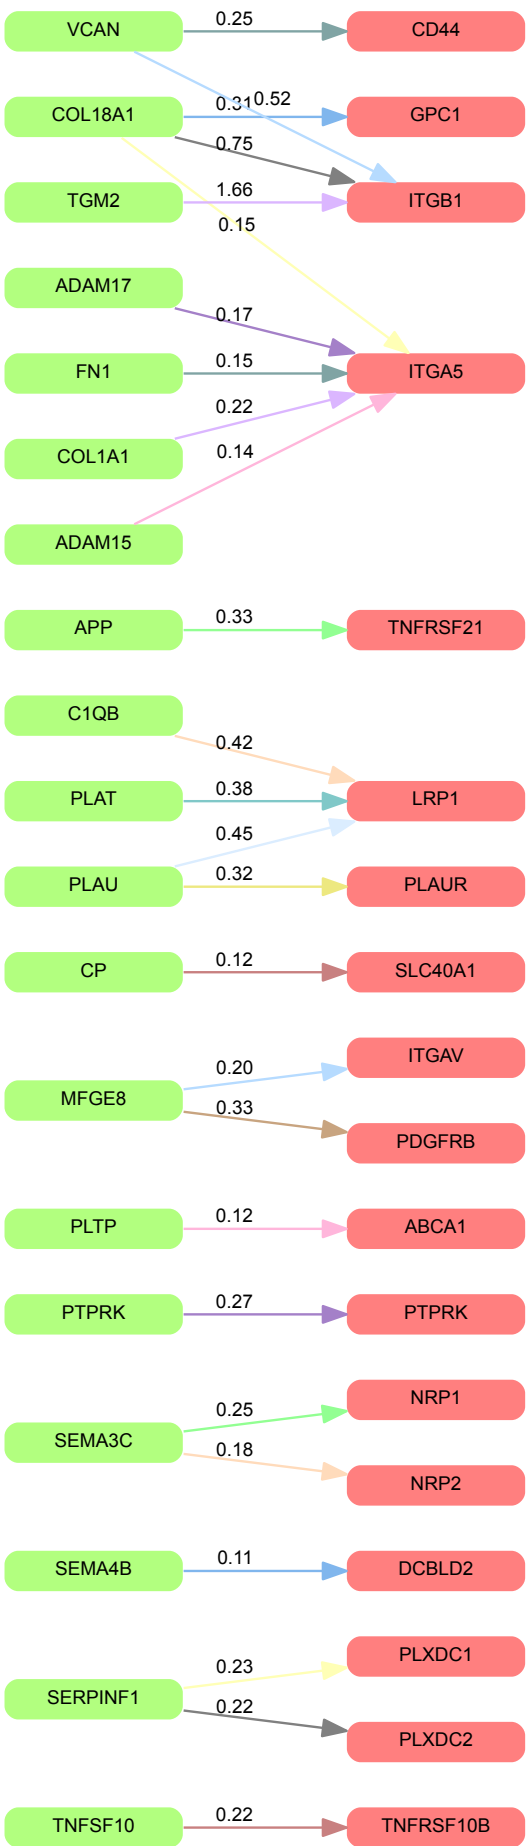 VCAN 0.25 CD44
COL18A1 0.31 0.52 GPC1
0.75
TGM2 1.66 ITGB1
0.15
ADAM17
0.17
FN1 0.15 ITGA5
0.22
COL1A1 0.14
ADAM15
APP 0.33 TNFRSF21
C1QB
0.42
PLAT 0.38 LRP1
0.45
PLAU 0.32 PLAUR
CP 0.12 SLC40A1
ITGAV
0.20
MFGE8
0.33
PDGFRB
PLTP 0.12 ABCA1
PTPRK 0.27 PTPRK
NRP1
0.25
SEMA3C
0.18
NRP2
SEMA4B 0.11 DCBLD2
PLXDC1
0.23
SERPINF1
0.22
PLXDC2
TNFSF10 0.22 TNFRSF10B